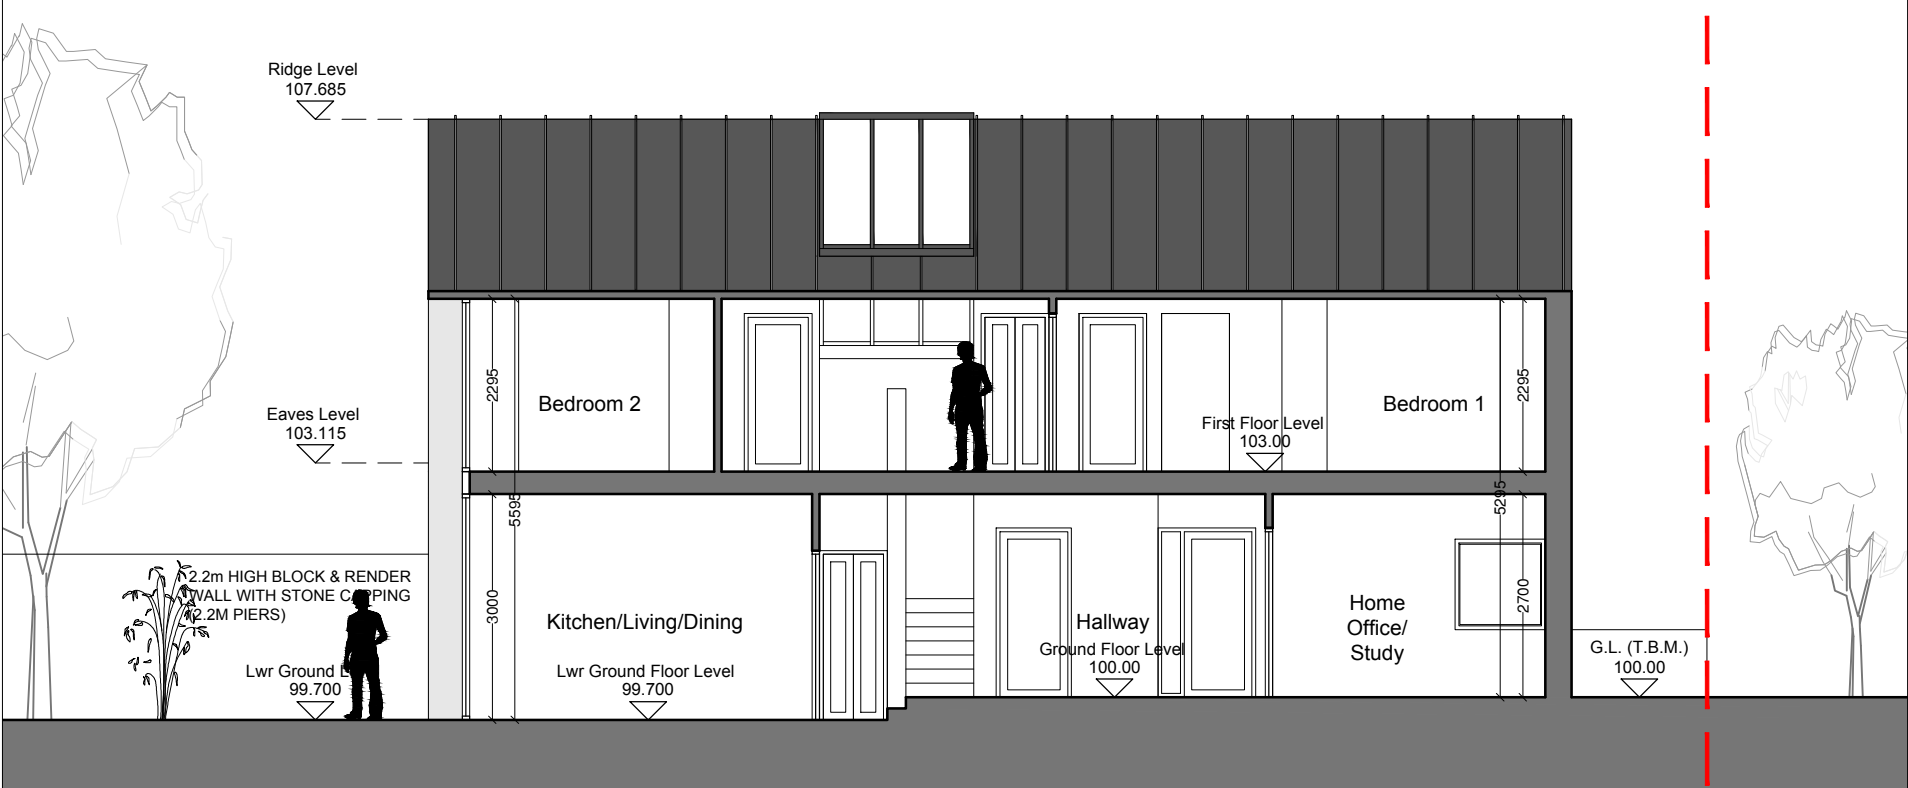 Ridge Level
107.685
Eaves Level
103.115
2295
5595
Bedroom 2
First Floor Level
103.00
Bedroom 1
5295
2295
2.2m HIGH BLOCK & RENDER
WALL WITH STONE CAPPING
(2.2M PIERS)
Lwr Ground
99.700
3000
Kitchen/Living/Dining
Lwr Ground Floor Level
99.700
Hallway
Ground Floor Level
100.00
Home
Office/
Study
2700
G.L. (T.B.M.)
100.00